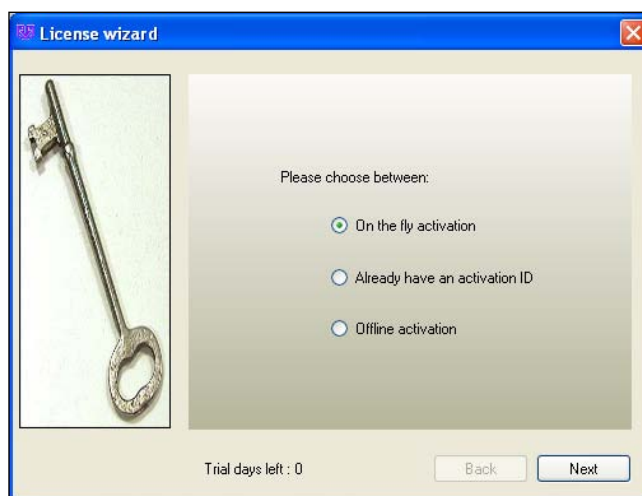 License wizard
Please choose between:
On the fly activation
Already have an activation ID
Offline activation
Trial days left : 0
Back
Next